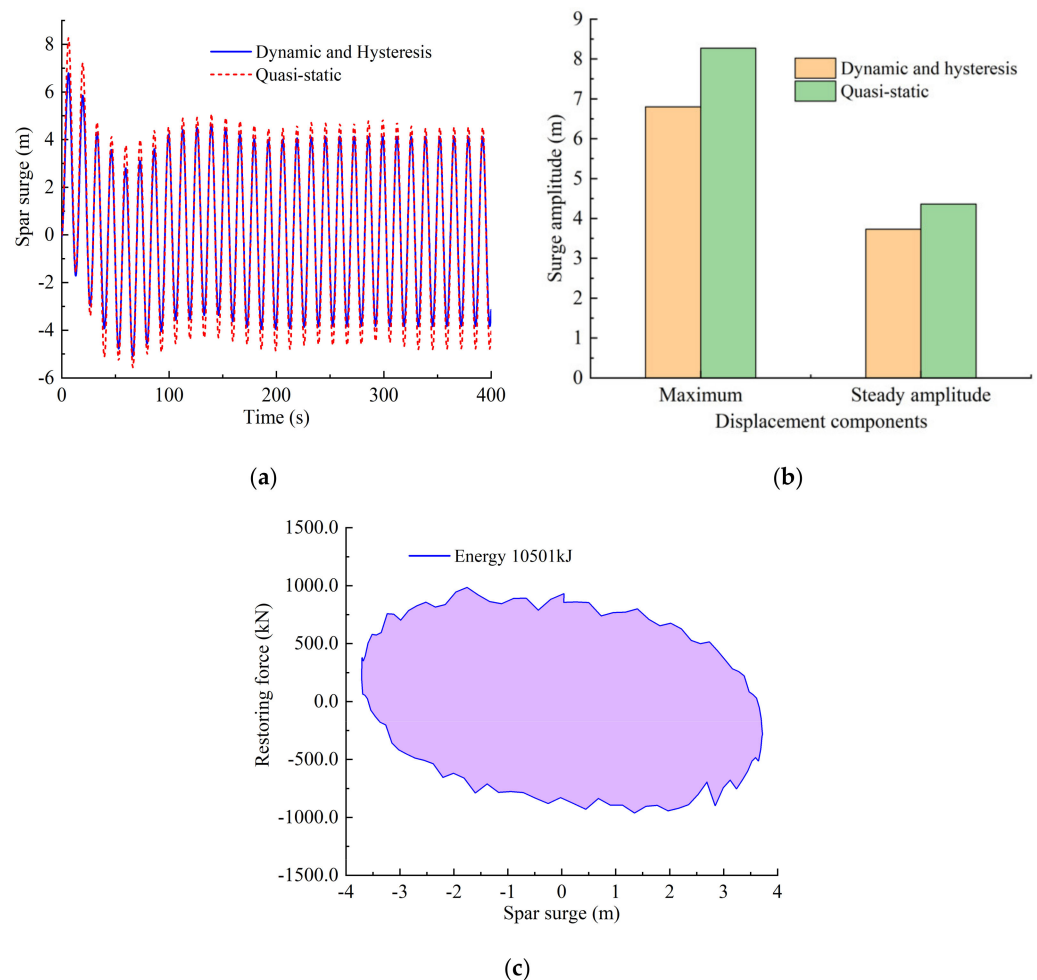 8
6
4
2
0
-2
-4
-6
Spar surge (m)
Dynamic and Hysteresis
Quasi-static
0
100
200
300
400
Time (s)
(a)
9
8
7
6
5
4
3
2
1
0
Surge amplitude (m)
Dynamic and hysteresis
Quasi-static
Maximum
Steady amplitude
Displacement components
(b)
1500.0
1000.0
500.0
0.0
-500.0
-1000.0
-1500.0
Restoring force (kN)
Energy 10501kJ
-4
-3
-2
-1
0
1
2
3
4
Spar surge (m)
(c)